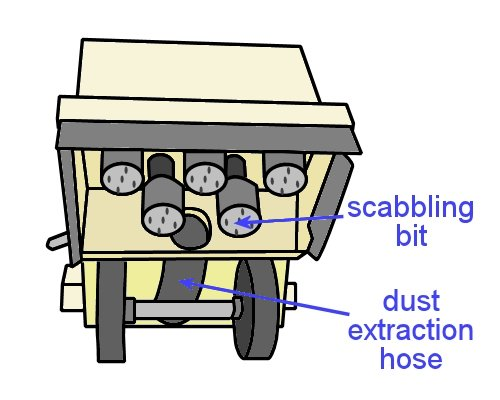 scabbling
bit
dust
extraction
hose